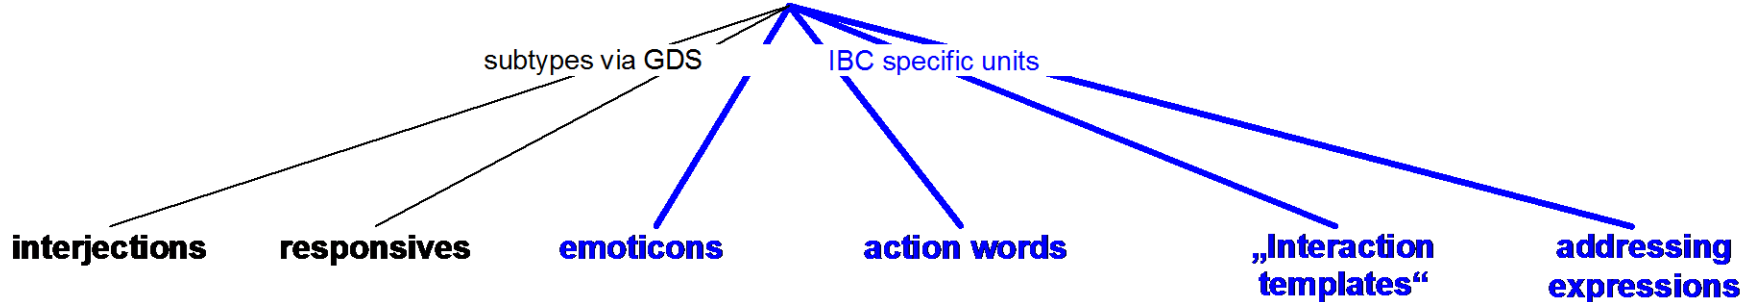 subtypes via GDS
IBC specific units
interjections
responsives
emoticons
action words
„Interaction
templates“
addressing
expressions